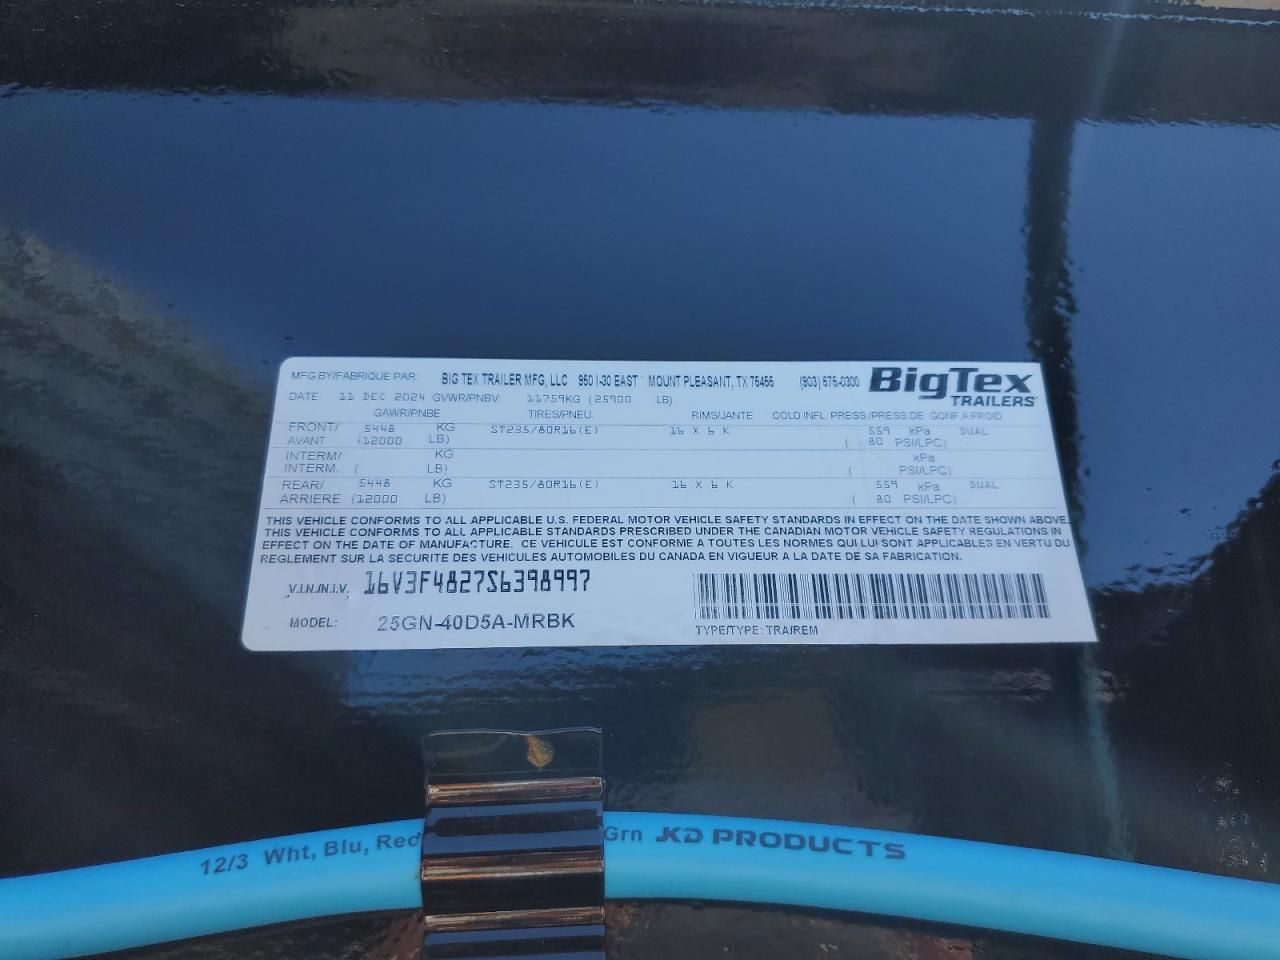 MFG BY/FABRIQUE PAR: BIG TEX TRAILER MFG, LLC 950 I-30 EAST MOUNT PLEASANT, TX 75455 (903) 575-0300 BigTex TRAILERS
DATE: 11 DEC 2024 GVWR/PNBV: 11759KG (25900 LB)
GAWR/PNBE TIRES/PNEU. RIMS/JANTE COLD INFL. PRESS./PRESS DE GONF A FROID
FRONT/ 5448 KG ST235/80R16(E) 16 X 6 K 559 kPa DUAL
AVANT (12000 LB) ( 80 PSI/LPC)
INTERM/ KG kPa
INTERM. ( LB) ( PSI/LPC)
REAR/ 5448 KG ST235/80R16(E) 16 X 6 K 559 kPa DUAL
ARRIERE (12000 LB) ( 80 PSI/LPC)
THIS VEHICLE CONFORMS TO ALL APPLICABLE U.S. FEDERAL MOTOR VEHICLE SAFETY STANDARDS IN EFFECT ON THE DATE SHOWN ABOVE.
THIS VEHICLE CONFORMS TO ALL APPLICABLE STANDARDS PRESCRIBED UNDER THE CANADIAN MOTOR VEHICLE SAFETY REGULATIONS IN
EFFECT ON THE DATE OF MANUFACTURE. CE VEHICULE EST CONFORME A TOUTES LES NORMES QUI LUI SONT APPLICABLES EN VERTU DU
REGLEMENT SUR LA SECURITE DES VEHICULES AUTOMOBILES DU CANADA EN VIGUEUR A LA DATE DE SA FABRICATION.
V.I.N./N.I.V. 16V3F4827S6398997
MODEL: 25GN-40D5A-MRBK
TYPE/TYPE: TRA/REM
12/3 Wht, Blu, Red Grn JKD PRODUCTS